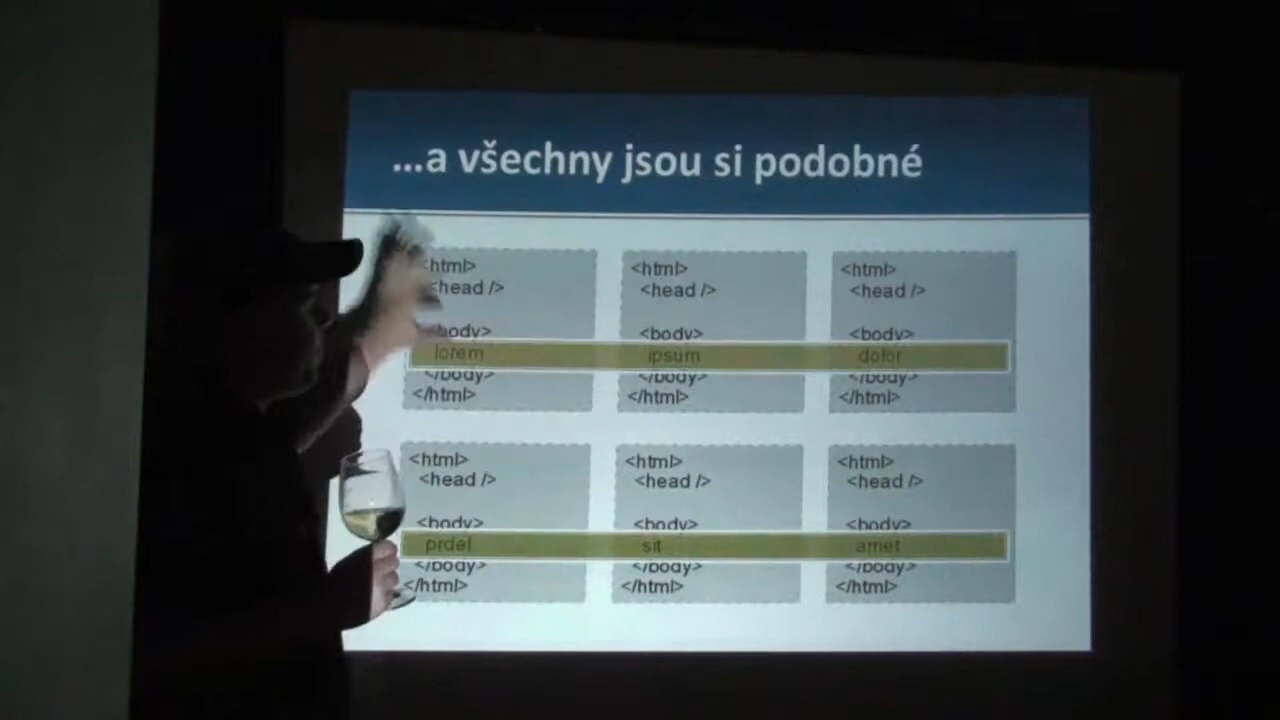 ...a všechny jsou si podobné
<html>
<head />
<body>
lorem
</body>
</html>
<html>
<head />
<body>
ipsum
</body>
</html>
<html>
<head />
<body>
dolor
</body>
</html>
<html>
<head />
<body>
prdel
</body>
</html>
<html>
<head />
<body>
sit
</body>
</html>
<html>
<head />
<body>
amet
</body>
</html>